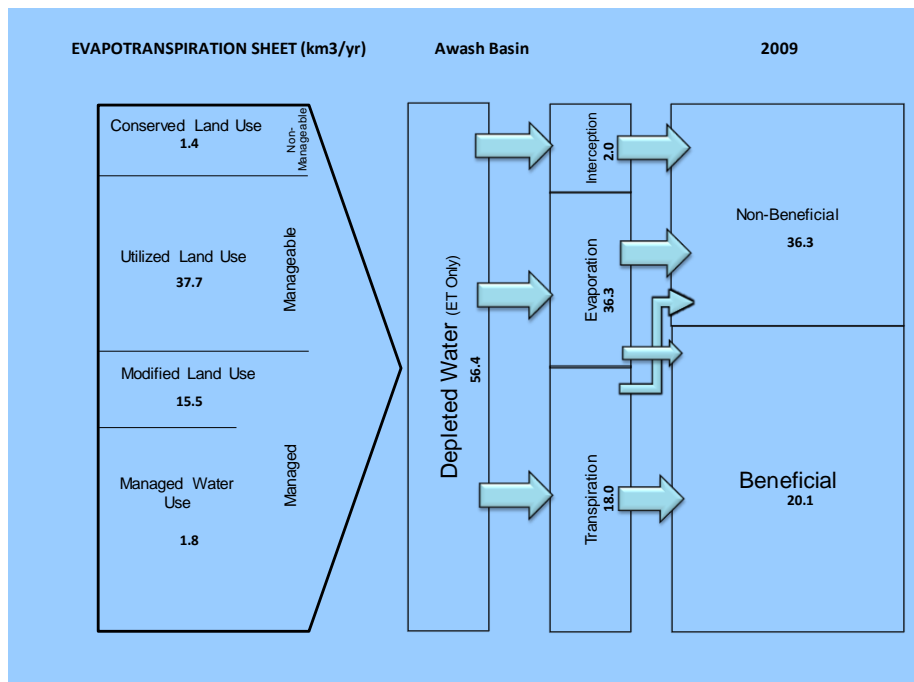 EVAPOTRANSPIRATION SHEET (km3/yr) Awash Basin 2009
Conserved Land Use
1.4
Non-
Manageable
Utilized Land Use
37.7
Manageable
Modified Land Use
15.5
Managed Water
Use
1.8
Managed
Depleted Water (ET Only)
56.4
Interception
2.0
Evaporation
36.3
Transpiration
18.0
Non-Beneficial
36.3
Beneficial
20.1